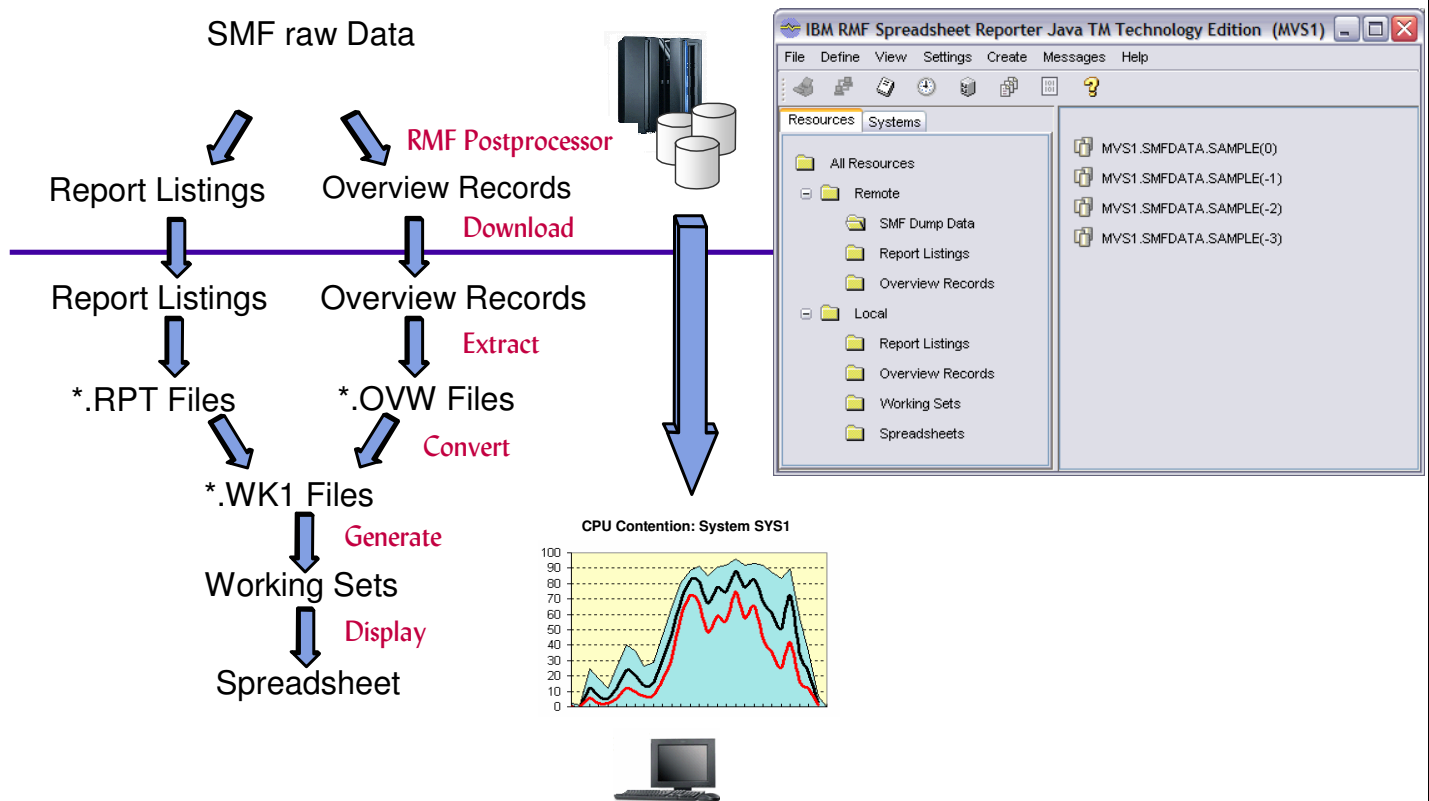 SMF raw Data
RMF Postprocessor
Report Listings
Overview Records
Download
Report Listings
Overview Records
Extract
*.RPT Files
*.OVW Files
Convert
*.WK1 Files
Generate
Working Sets
Display
Spreadsheet
CPU Contention: System SYS1
100
90
80
70
60
50
40
30
20
10
0
IBM RMF Spreadsheet Reporter Java TM Technology Edition (MVS1)
File Define View Settings Create Messages Help
Resources Systems
All Resources
Remote
SMF Dump Data
Report Listings
Overview Records
Local
Report Listings
Overview Records
Working Sets
Spreadsheets
MVS1.SMFDATA.SAMPLE(0)
MVS1.SMFDATA.SAMPLE(-1)
MVS1.SMFDATA.SAMPLE(-2)
MVS1.SMFDATA.SAMPLE(-3)